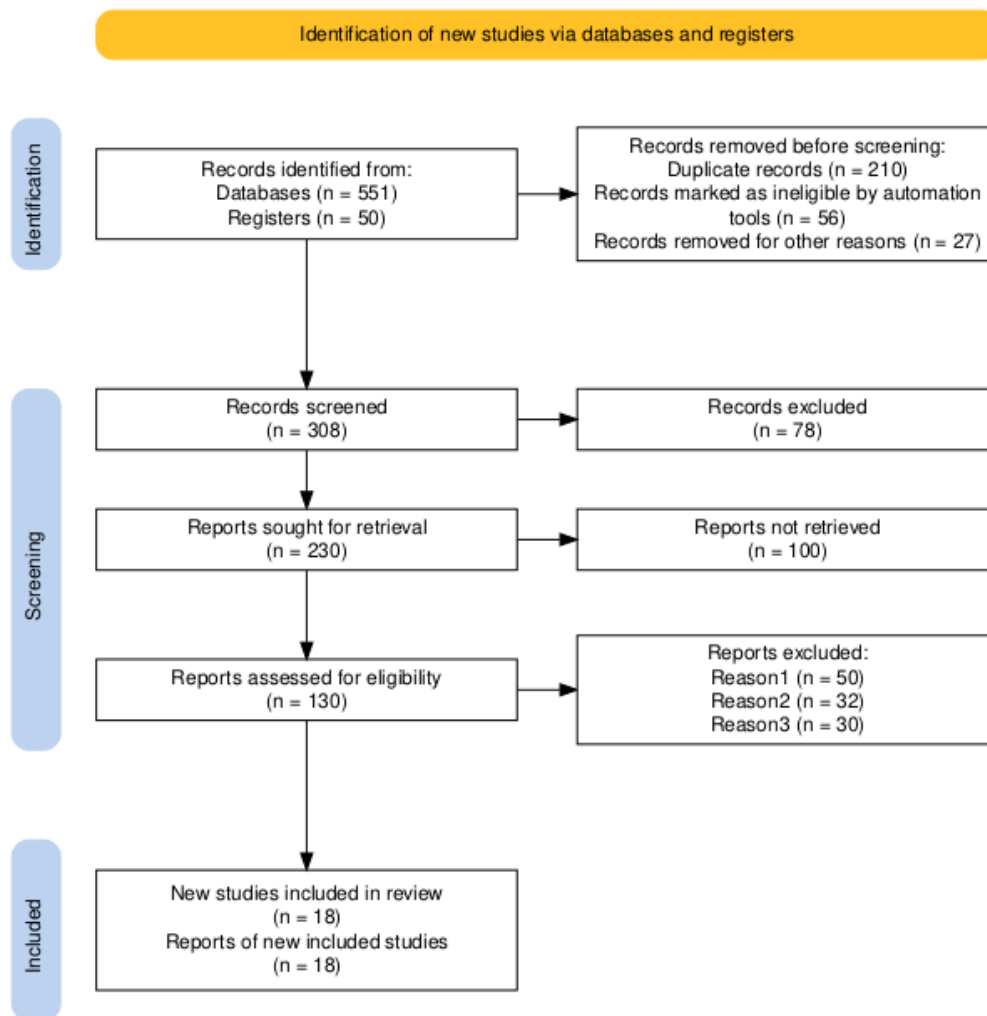 Identification of new studies via databases and registers
Identification
Records identified from:
Databases (n = 551)
Registers (n = 50)
Records removed before screening:
Duplicate records (n = 210)
Records marked as ineligible by automation
tools (n = 56)
Records removed for other reasons (n = 27)
Screening
Records screened
(n = 308)
Records excluded
(n = 78)
Reports sought for retrieval
(n = 230)
Reports not retrieved
(n = 100)
Reports assessed for eligibility
(n = 130)
Reports excluded:
Reason1 (n = 50)
Reason2 (n = 32)
Reason3 (n = 30)
Included
New studies included in review
(n = 18)
Reports of new included studies
(n = 18)